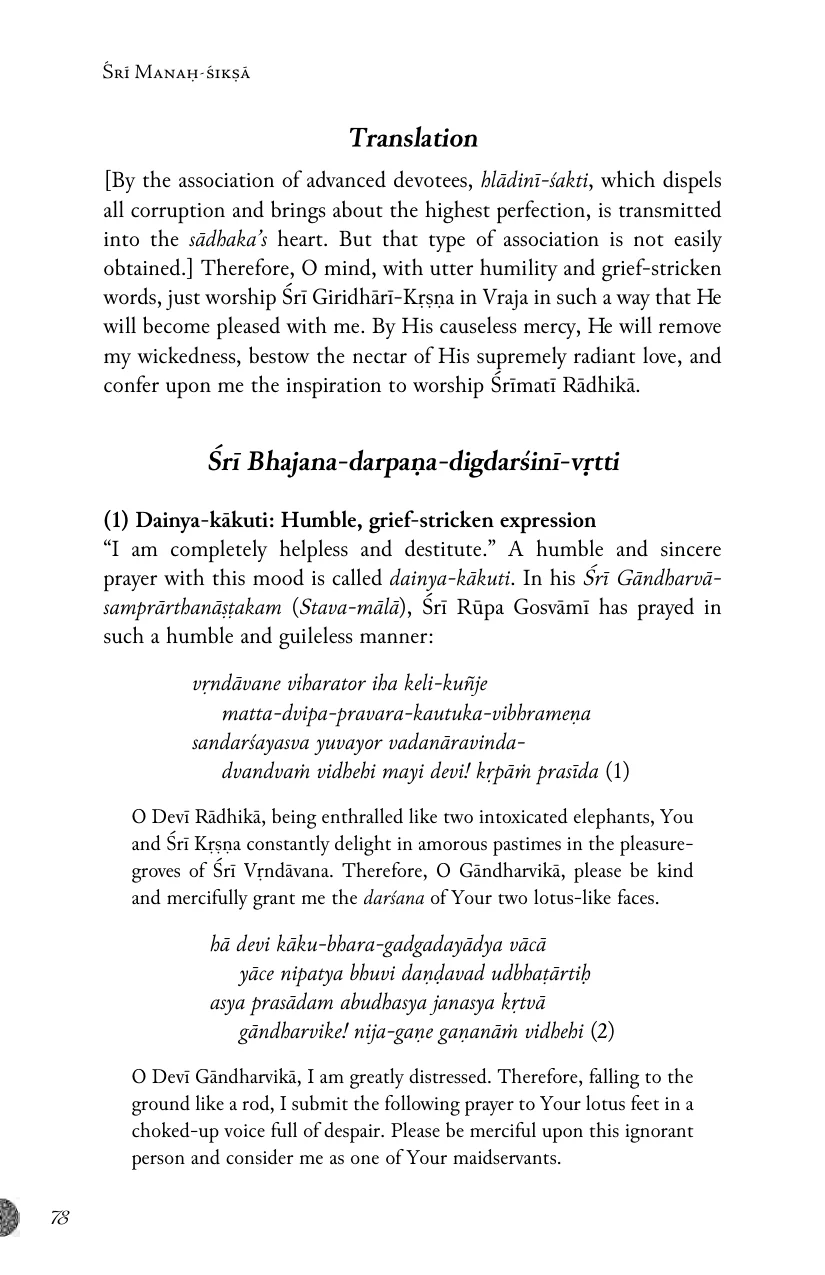 Śrī Manaḥ-śikṣā
Translation
[By the association of advanced devotees, hlādinī-śakti, which dispels
all corruption and brings about the highest perfection, is transmitted
into the sādhaka’s heart. But that type of association is not easily
obtained.] Therefore, O mind, with utter humility and grief-stricken
words, just worship Śrī Giridhārī-Kṛṣṇa in Vraja in such a way that He
will become pleased with me. By His causeless mercy, He will remove
my wickedness, bestow the nectar of His supremely radiant love, and
confer upon me the inspiration to worship Śrīmatī Rādhikā.
Śrī Bhajana-darpaṇa-digdarśinī-vṛtti
(1) Dainya-kākuti: Humble, grief-stricken expression
“I am completely helpless and destitute.” A humble and sincere
prayer with this mood is called dainya-kākuti. In his Śrī Gāndharvā-
samprārthanāṣṭakam (Stava-mālā), Śrī Rūpa Gosvāmī has prayed in
such a humble and guileless manner:
vṛndāvane viharator iha keli-kuñje
matta-dvipa-pravara-kautuka-vibhrameṇa
sandarśayasva yuvayor vadanāravinda-
dvandvaṁ vidhehi mayi devi! kṛpāṁ prasīda (1)
O Devī Rādhikā, being enthralled like two intoxicated elephants, You
and Śrī Kṛṣṇa constantly delight in amorous pastimes in the pleasure-
groves of Śrī Vṛndāvana. Therefore, O Gāndharvikā, please be kind
and mercifully grant me the darśana of Your two lotus-like faces.
hā devi kāku-bhara-gadgadayādya vācā
yāce nipatya bhuvi daṇḍavad udbhaṭārtiḥ
asya prasādam abudhasya janasya kṛtvā
gāndharvike! nija-gaṇe gaṇanāṁ vidhehi (2)
O Devī Gāndharvikā, I am greatly distressed. Therefore, falling to the
ground like a rod, I submit the following prayer to Your lotus feet in a
choked-up voice full of despair. Please be merciful upon this ignorant
person and consider me as one of Your maidservants.
78